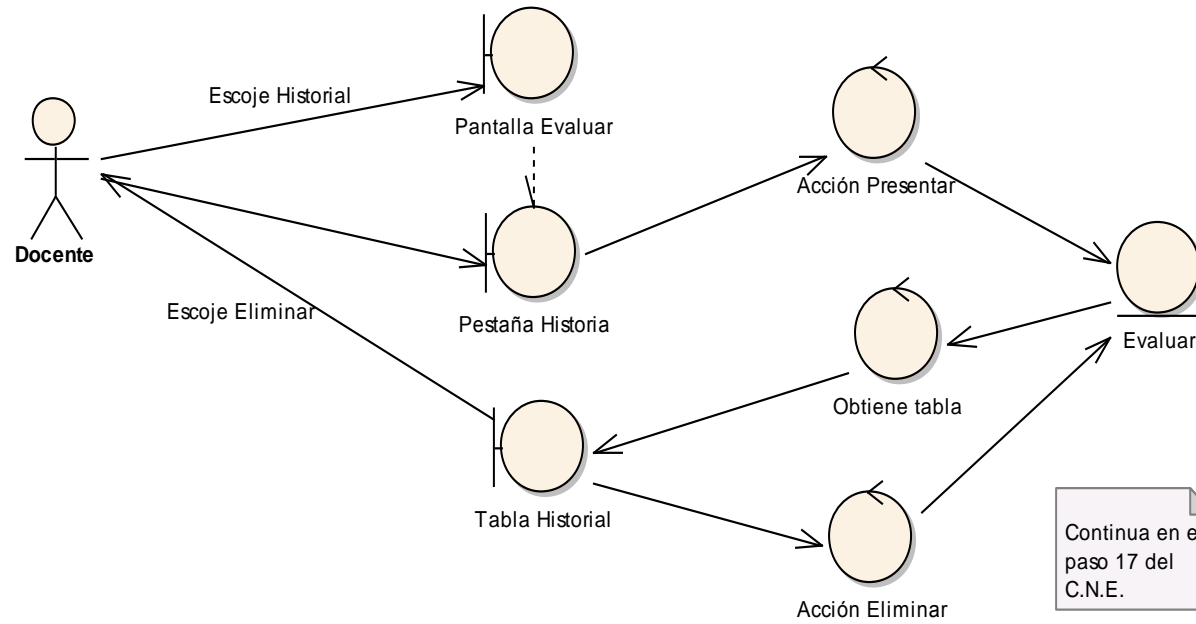 Escoje Historial
Pantalla Evaluar
Acción Presentar
Docente
Escoje Eliminar
Pestaña Historia
Evaluar
Obtiene tabla
Tabla Historial
Continua en e
paso 17 del
C.N.E.
Acción Eliminar